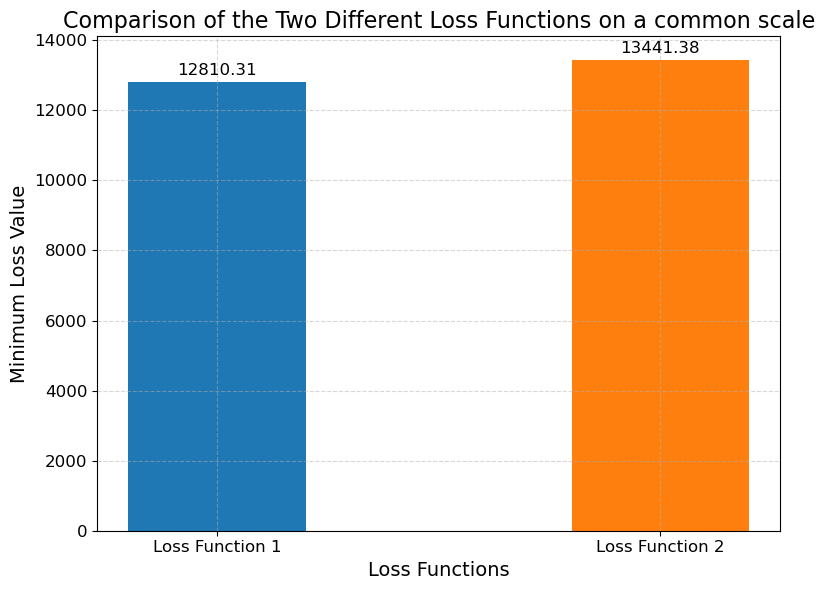 Comparison of the Two Different Loss Functions on a common scale
14000
12000
10000
8000
6000
4000
2000
0
Minimum Loss Value
12810.31
13441.38
Loss Function 1
Loss Function 2
Loss Functions